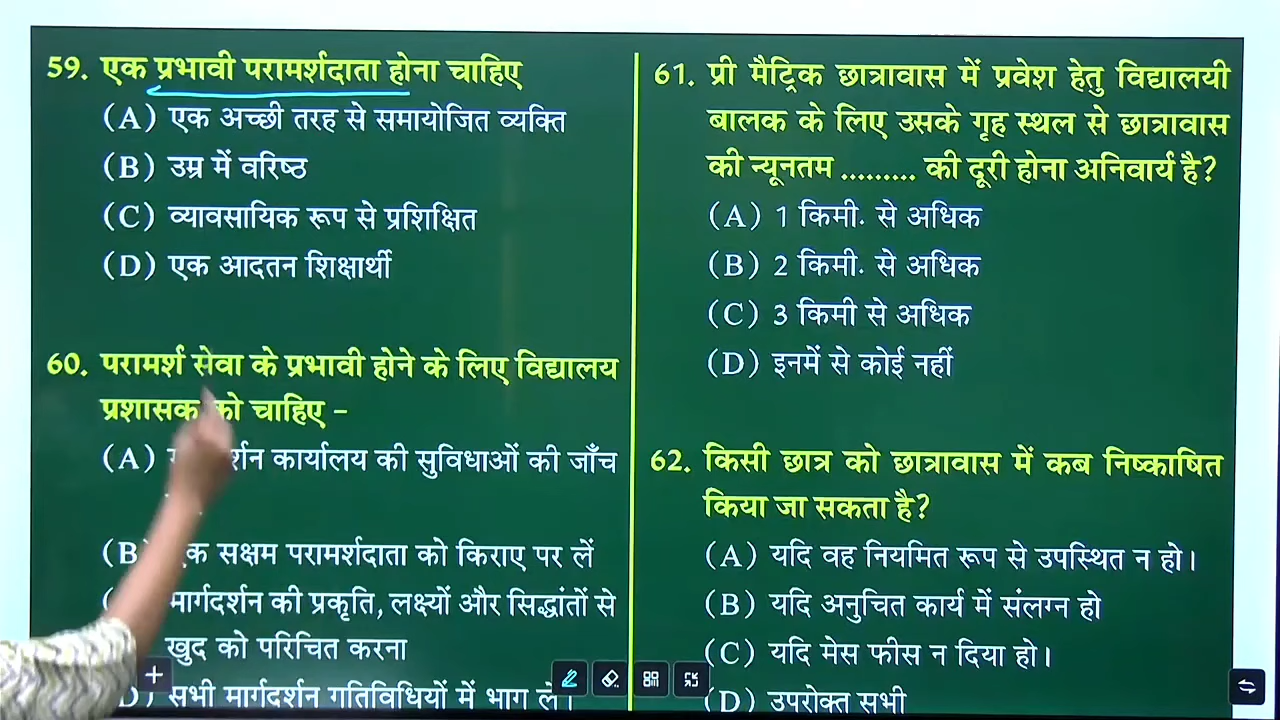 59. एक प्रभावी परामर्शदाता होना चाहिए
(A) एक अच्छी तरह से समायोजित व्यक्ति
(B) उम्र में वरिष्ठ
(C) व्यावसायिक रूप से प्रशिक्षित
(D) एक आदतन शिक्षार्थी
60. परामर्श सेवा के प्रभावी होने के लिए विद्यालय
प्रशासक को चाहिए –
(A) कार्यालय की सुविधाओं की जाँच
(B) सक्षम परामर्शदाता को किराए पर लें
मार्गदर्शन की प्रकृति, लक्ष्यों और सिद्धांतों से
खुद को परिचित करना
D) सभी मार्गदर्शन गतिविधियों में भाग लें।
61. प्री मैट्रिक छात्रावास में प्रवेश हेतु विद्यालयी
बालक के लिए उसके गृह स्थल से छात्रावास
की न्यूनतम ......... की दूरी होना अनिवार्य है?
(A) 1 किमी. से अधिक
(B) 2 किमी. से अधिक
(C) 3 किमी से अधिक
(D) इनमें से कोई नहीं
62. किसी छात्र को छात्रावास में कब निष्काषित
किया जा सकता है?
(A) यदि वह नियमित रूप से उपस्थित न हो।
(B) यदि अनुचित कार्य में संलग्न हो
(C) यदि मेस फीस न दिया हो।
(D) उपरोक्त सभी